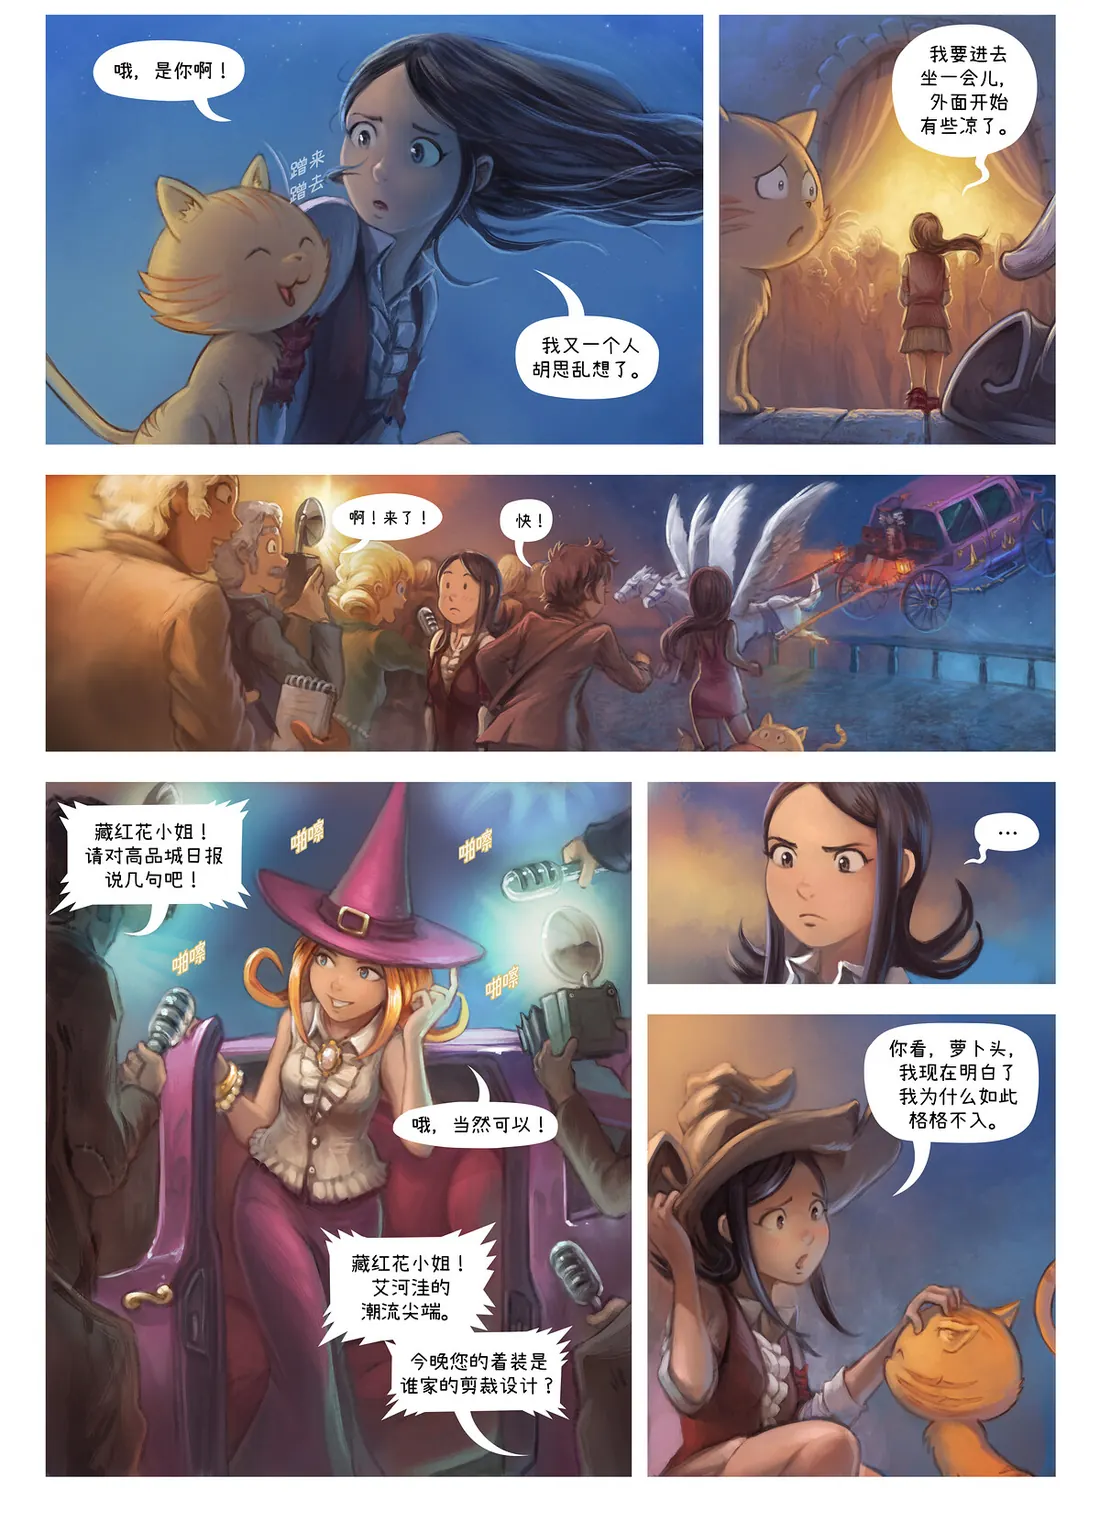 哦，是你啊！
蹭来
蹭去
我又一个人
胡思乱想了。
我要进去
坐一会儿，
外面开始
有些凉了。
啊！来了！
快！
藏红花小姐！
请对高品城日报
说几句吧！
啪嚓
啪嚓
啪嚓
啪嚓
哦，当然可以！
藏红花小姐！
艾河洼的
潮流尖端。
今晚您的着装是
谁家的剪裁设计？
…
你看，萝卜头，
我现在明白了
我为什么如此
格格不入。